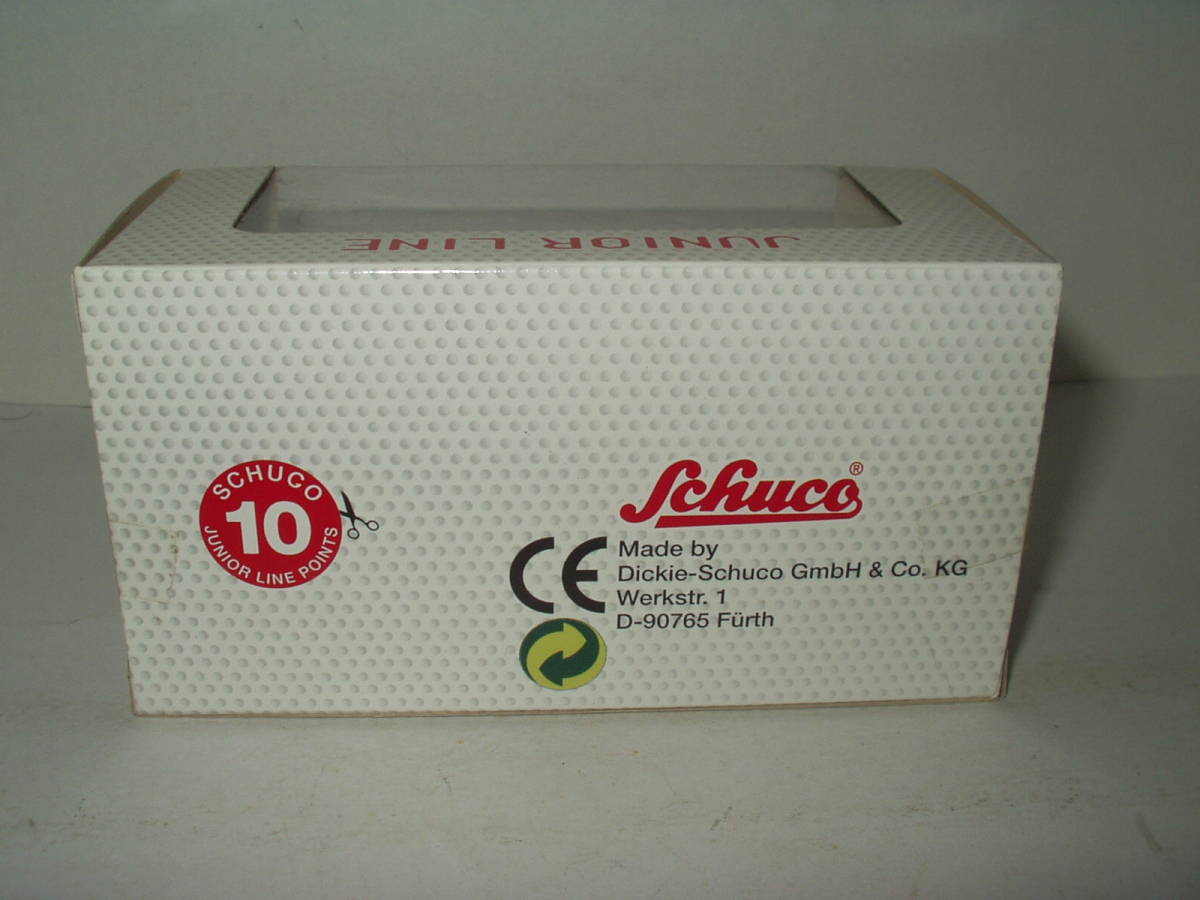 JUNIOR LINE
SCHUCO
10
JUNIOR LINE POINTS
Schuco®
CE
Made by
Dickie-Schuco GmbH & Co. KG
Werkstr. 1
D-90765 Fürth